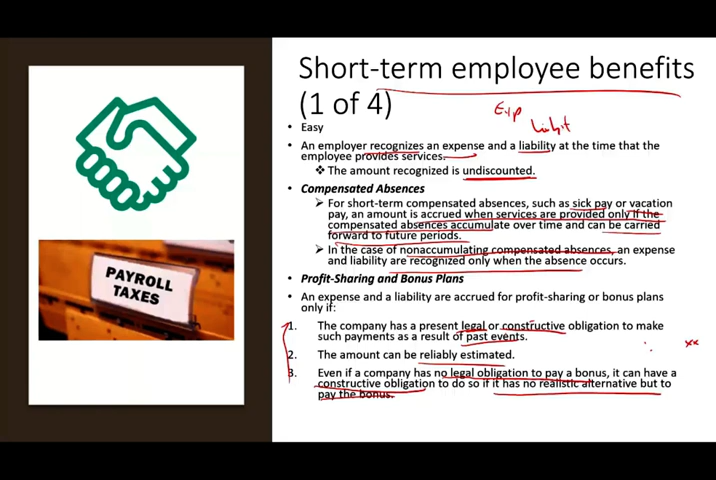 Short-term employee benefits
(1 of 4)
Exp
• Easy
• An employer recognizes an expense and a liability at the time that the
employee provides services.
❖ The amount recognized is undiscounted.
• Compensated Absences
➢ For short-term compensated absences, such as sick pay or vacation
pay, an amount is accrued when services are provided only if the
compensated absences accumulate over time and can be carried
forward to future periods.
➢ In the case of nonaccumulating compensated absences, an expense
and liability are recognized only when the absence occurs.
• Profit-Sharing and Bonus Plans
• An expense and a liability are accrued for profit-sharing or bonus plans
only if:
1. The company has a present legal or constructive obligation to make
such payments as a result of past events.
2. The amount can be reliably estimated.
3. Even if a company has no legal obligation to pay a bonus, it can have a
constructive obligation to do so if it has no realistic alternative but to
pay the bonus.
PAYROLL
TAXES